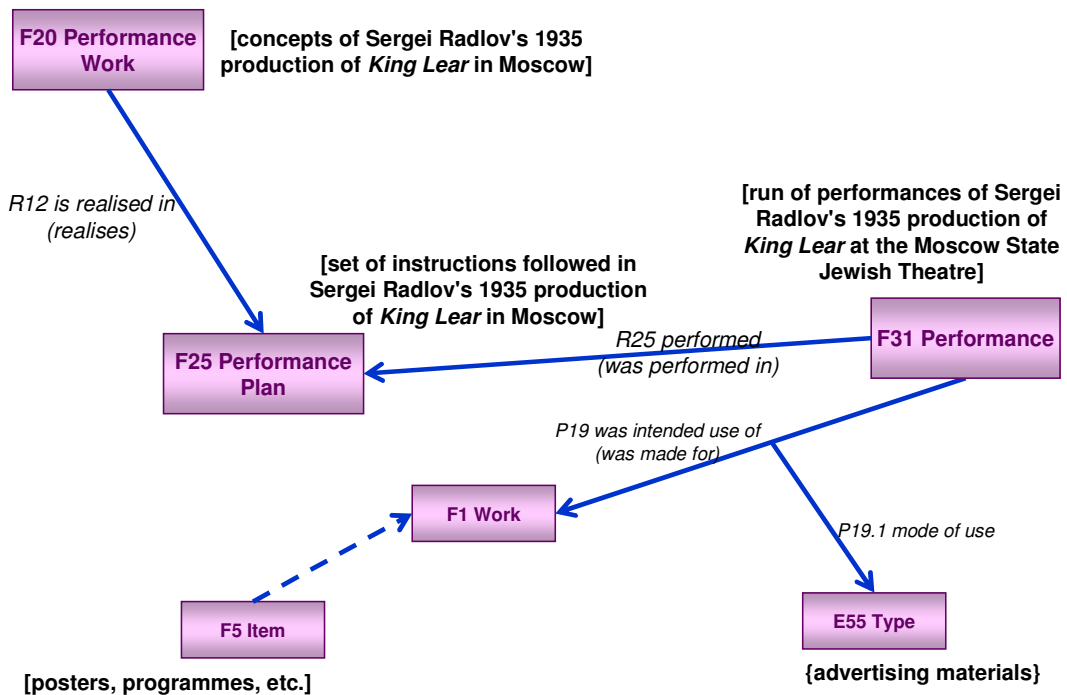 F20 Performance
Work
[concepts of Sergei Radlov's 1935
production of King Lear in Moscow]
R12 is realised in
(realises)
[run of performances of Sergei
Radlov's 1935 production of
King Lear at the Moscow State
Jewish Theatre]
[set of instructions followed in
Sergei Radlov's 1935 production
of King Lear in Moscow]
F25 Performance
Plan
R25 performed
(was performed in)
F31 Performance
P19 was intended use of
(was made for)
F1 Work
P19.1 mode of use
F5 Item
E55 Type
[posters, programmes, etc.]
{advertising materials}